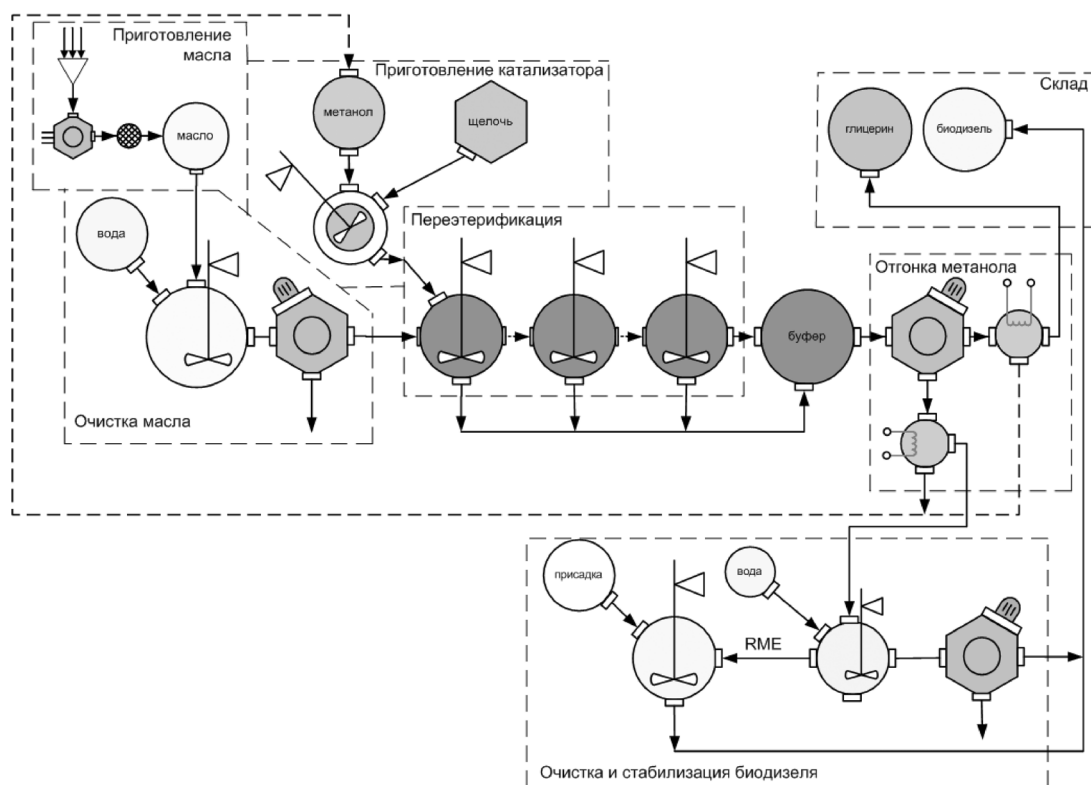 Приготовление
масла
Приготовление катализатора
Склад
метанол
щелочь
масло
глицерин
биодизель
вода
Переэтерификация
Отгонка метанола
буфер
Очистка масла
присадка
вода
RME
Очистка и стабилизация биодизеля